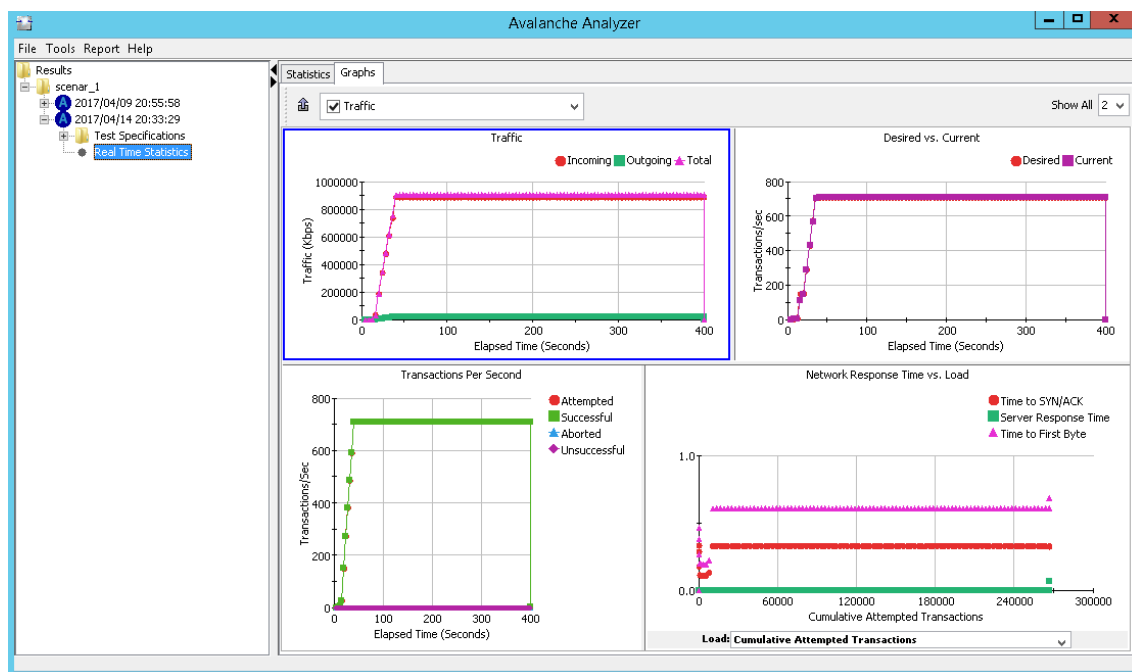 Avalanche Analyzer
File Tools Report Help
Results
scenar_1
2017/04/09 20:55:58
2017/04/14 20:33:29
Test Specifications
Real Time Statistics
Statistics Graphs
Traffic
Show All 2
Traffic
Incoming Outgoing Total
1000000
800000
600000
400000
200000
0
Traffic (Kbps)
0 100 200 300 400
Elapsed Time (Seconds)
Desired vs. Current
Desired Current
800
600
400
200
0
Transactions/sec
0 100 200 300 400
Elapsed Time (Seconds)
Transactions Per Second
Attempted
Successful
Aborted
Unsuccessful
800
600
400
200
0
Transactions/Sec
0 100 200 300 400
Elapsed Time (Seconds)
Network Response Time vs. Load
Time to SYN/ACK
Server Response Time
Time to First Byte
1.0
0.0
0 60000 120000 180000 240000 300000
Cumulative Attempted Transactions
Load: Cumulative Attempted Transactions